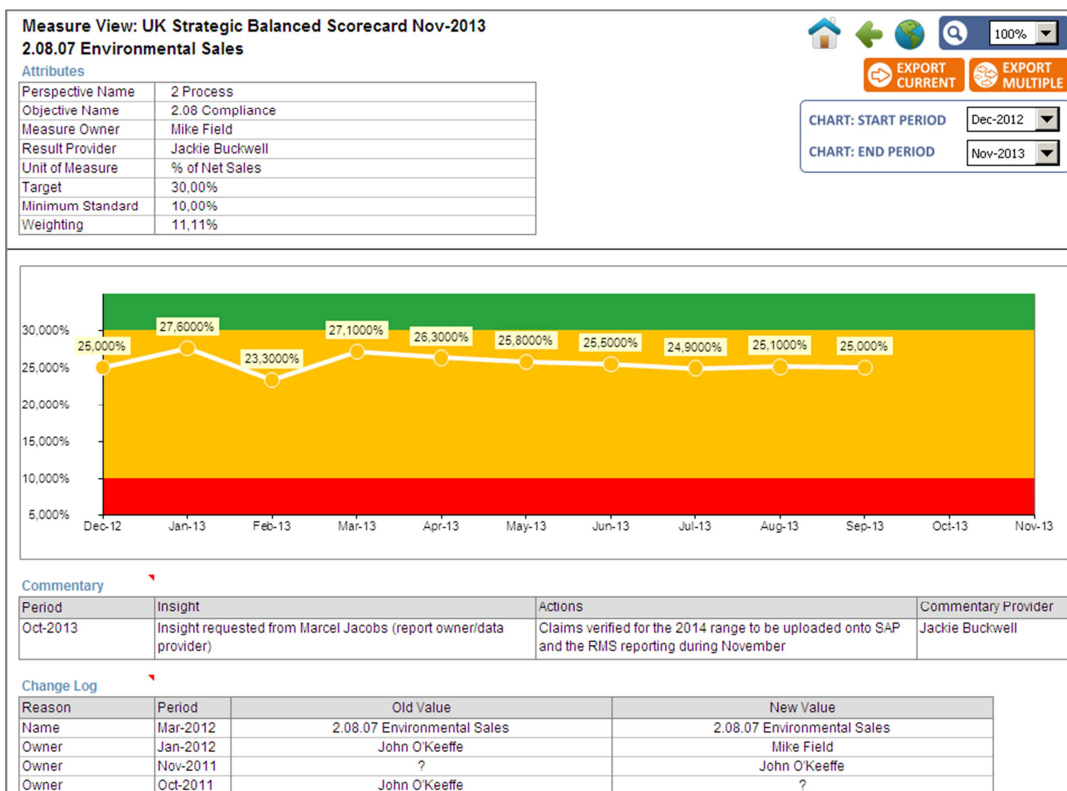 Measure View: UK Strategic Balanced Scorecard Nov-2013
2.08.07 Environmental Sales
100%
EXPORT CURRENT
EXPORT MULTIPLE
Attributes
Perspective Name 2 Process
Objective Name 2.08 Compliance
Measure Owner Mike Field
Result Provider Jackie Buckwell
Unit of Measure % of Net Sales
Target 30,00%
Minimum Standard 10,00%
Weighting 11,11%
CHART: START PERIOD Dec-2012
CHART: END PERIOD Nov-2013
30,000%
25,000%
20,000%
15,000%
10,000%
5,000%
25,000% 27,6000% 23,3000% 27,1000% 26,3000% 25,8000% 25,5000% 24,9000% 25,1000% 25,000%
Dec-12 Jan-13 Feb-13 Mar-13 Apr-13 May-13 Jun-13 Jul-13 Aug-13 Sep-13 Oct-13 Nov-13
Commentary
Period Insight Actions Commentary Provider
Oct-2013 Insight requested from Marcel Jacobs (report owner/data provider) Claims verified for the 2014 range to be uploaded onto SAP and the RMS reporting during November Jackie Buckwell
Change Log
Reason Period Old Value New Value
Name Mar-2012 2.08.07 Environmental Sales 2.08.07 Environmental Sales
Owner Jan-2012 John O'Keeffe Mike Field
Owner Nov-2011 ? John O'Keeffe
Owner Oct-2011 John O'Keeffe ?